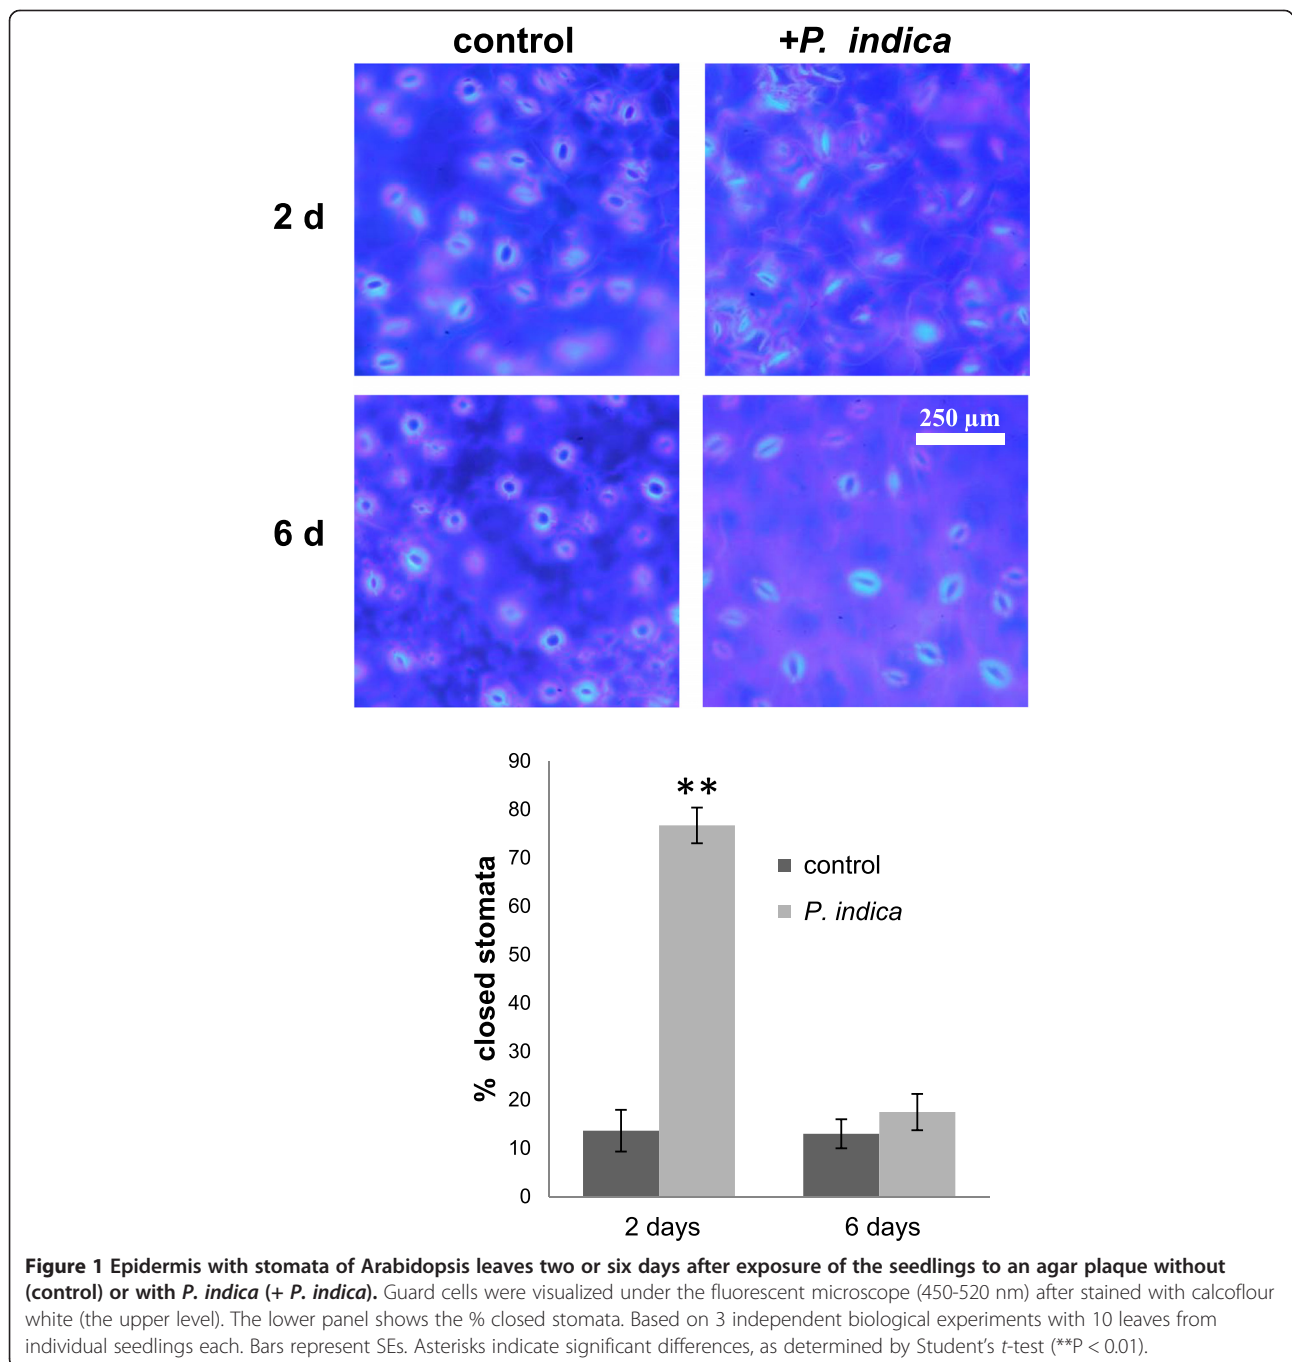 control +P. indica
2 d
250 µm
6 d
90
80
70
60
50
40
30
20
10
0
% closed stomata
**
control
P. indica
2 days 6 days
Figure 1 Epidermis with stomata of Arabidopsis leaves two or six days after exposure of the seedlings to an agar plaque without
(control) or with P. indica (+ P. indica). Guard cells were visualized under the fluorescent microscope (450-520 nm) after stained with calcoflour
white (the upper level). The lower panel shows the % closed stomata. Based on 3 independent biological experiments with 10 leaves from
individual seedlings each. Bars represent SEs. Asterisks indicate significant differences, as determined by Student's t-test (**P < 0.01).